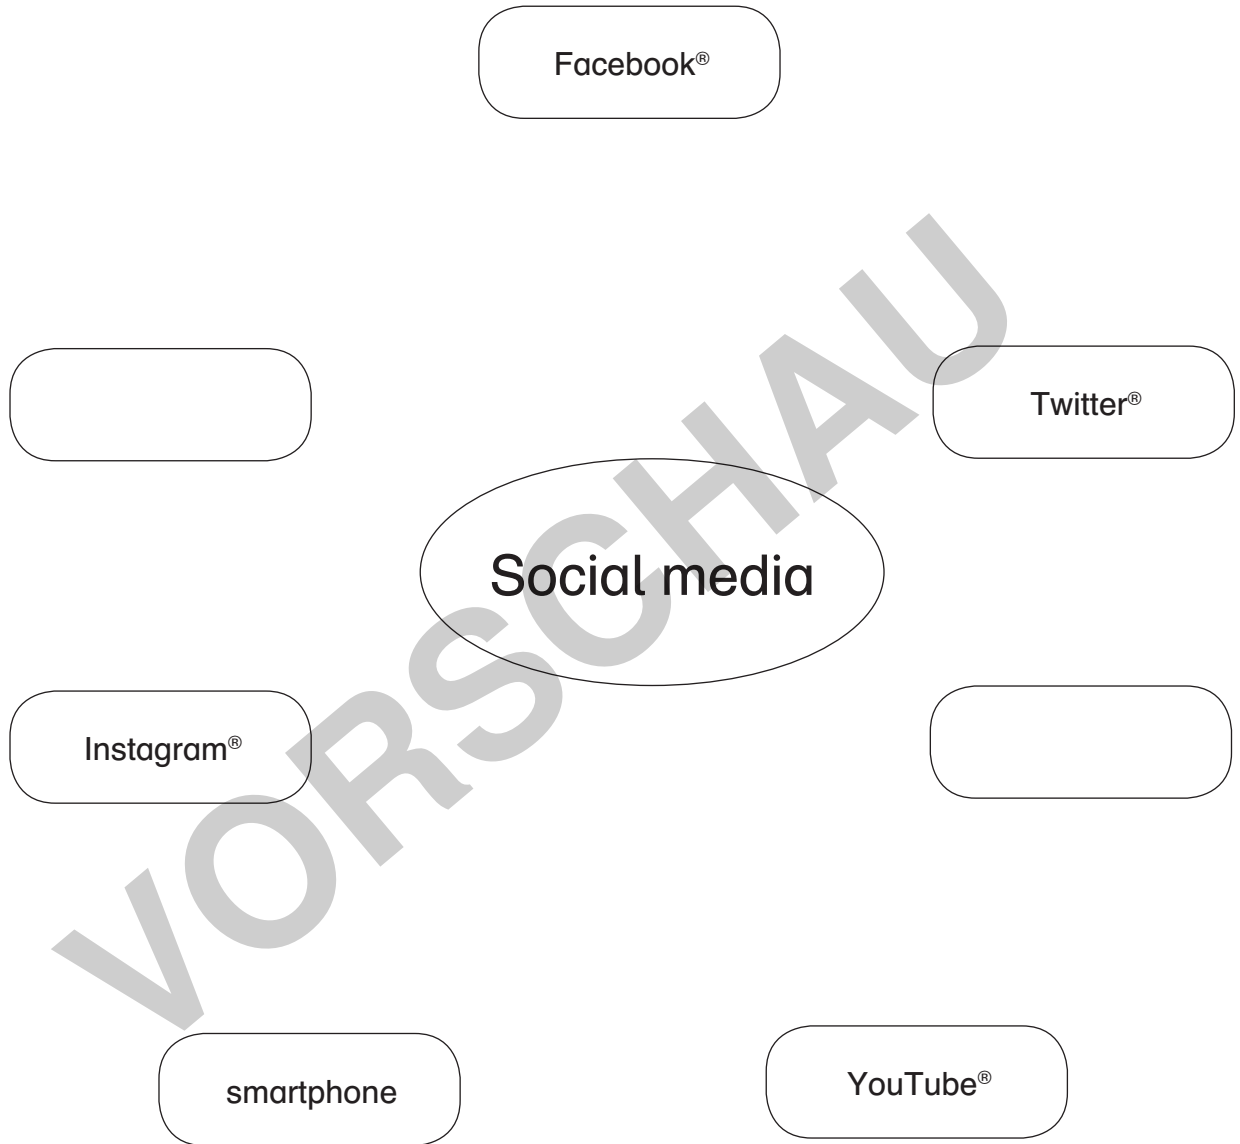 Facebook®
Twitter®
Social media
Instagram®
smartphone
YouTube®
VORSCHAU